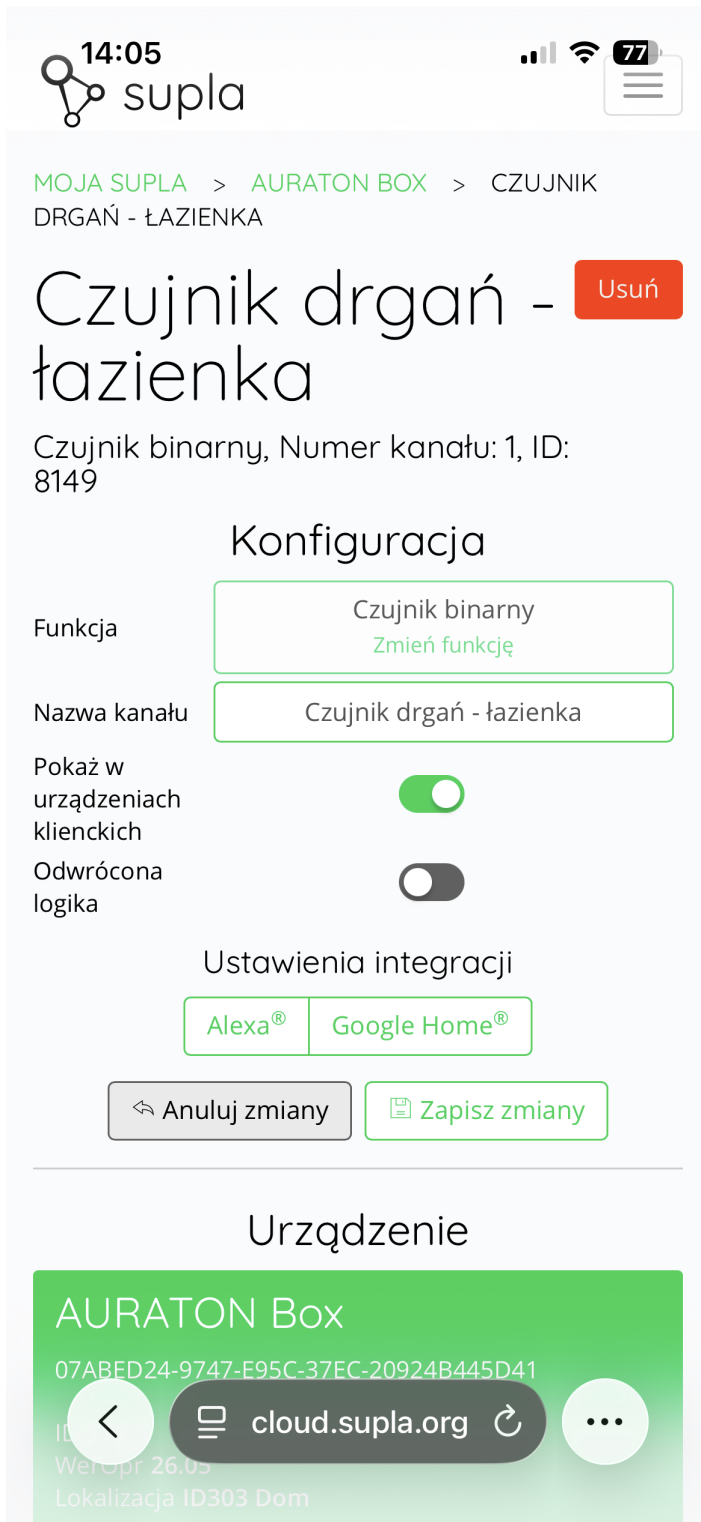 14:05
77
supla
MOJA SUPLA > AURATON BOX > CZUJNIK
DRGAŃ - ŁAZIENKA
Czujnik drgań -
łazienka
Usuń
Czujnik binarny, Numer kanału: 1, ID:
8149
Konfiguracja
Funkcja
Czujnik binarny
Zmień funkcję
Nazwa kanału
Czujnik drgań - łazienka
Pokaż w
urządzeniach
klienckich
Odwrócona
logika
Ustawienia integracji
Alexa®
Google Home®
Anuluj zmiany
Zapisz zmiany
Urządzenie
AURATON Box
07ABED24-9747-E95C-37EC-20924B445D41
cloud.supla.org
26.05
Lokalizacja ID303 Dom